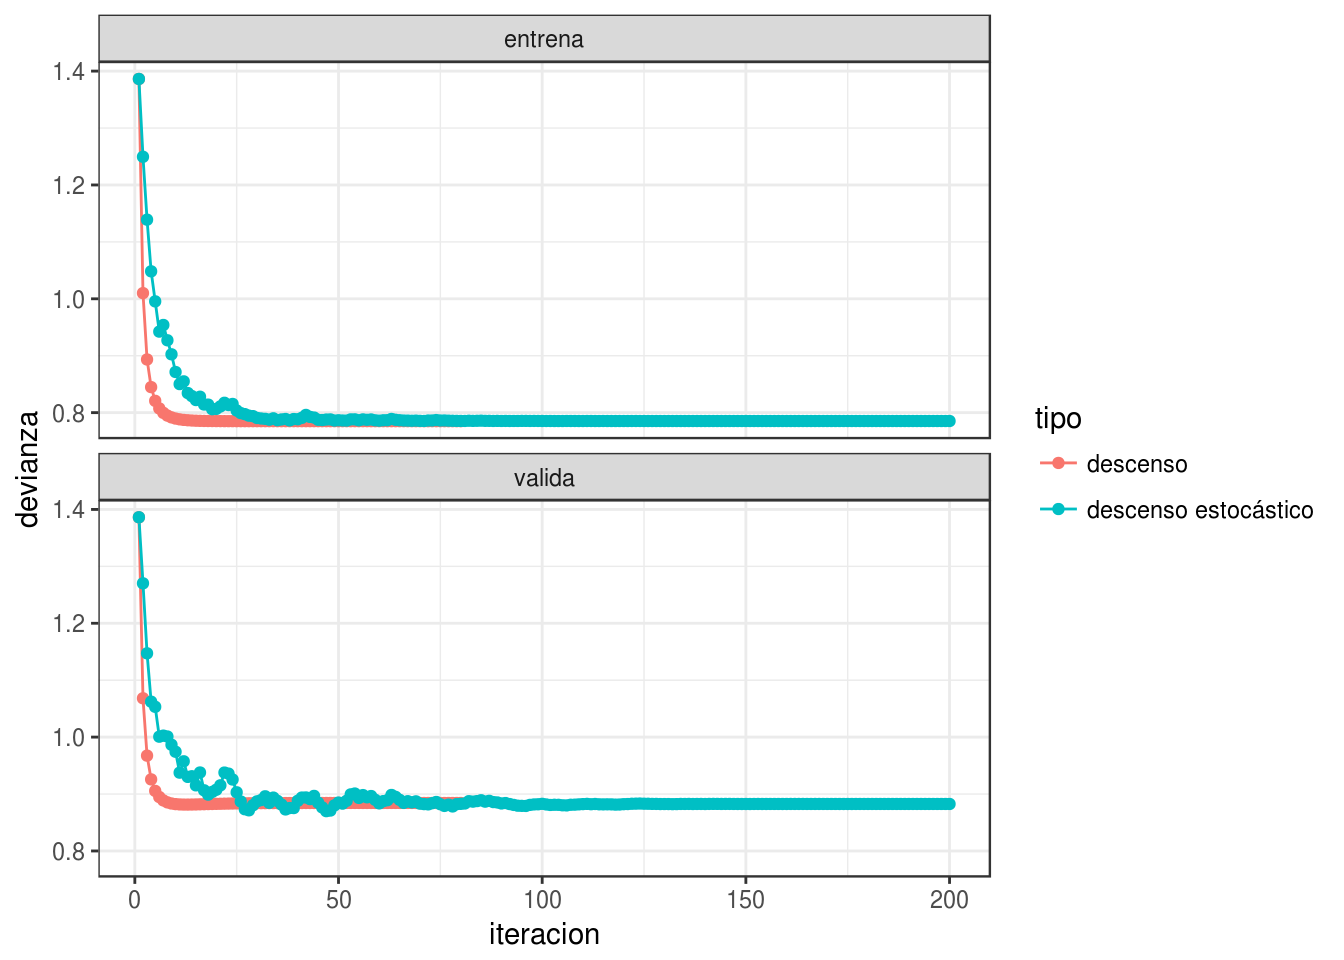 entrena
1.4
1.2
1.0
0.8
valida
1.4
1.2
1.0
0.8
0 50 100 150 200
iteracion
devianza
tipo
descenso
descenso estocástico